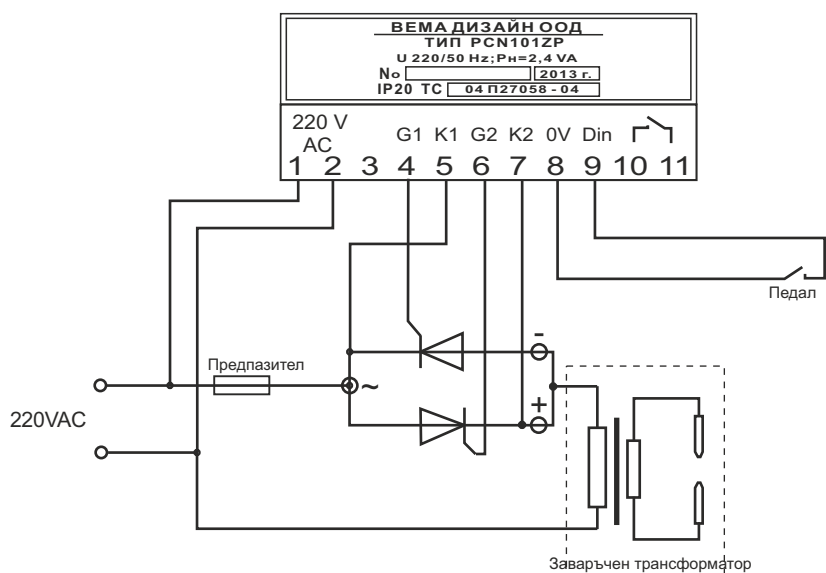 ВЕМА ДИЗАЙН ООД
ТИП PCN101ZP
U 220/50 Hz; Pн=2,4 VA
No 2013 г.
IP20 TC 04 П27058 - 04
220 V AC
G1 K1 G2 K2 0V Din
1 2 3 4 5 6 7 8 9 10 11
Педал
-
Предпазител
~
+
220VAC
Заваръчен трансформатор